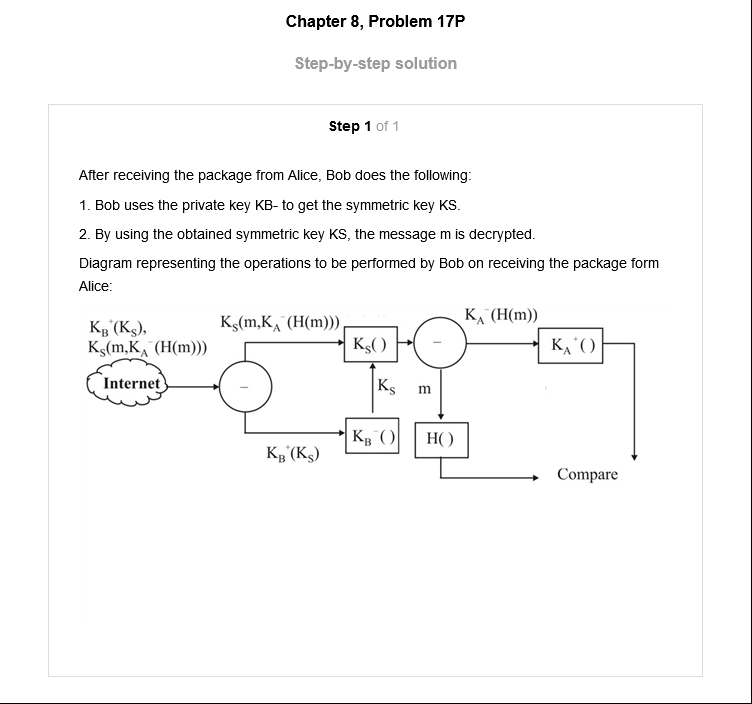 Chapter 8, Problem 17P
Step-by-step solution
Step 1 of 1
After receiving the package from Alice, Bob does the following:
1. Bob uses the private key KB- to get the symmetric key KS.
2. By using the obtained symmetric key KS, the message m is decrypted.
Diagram representing the operations to be performed by Bob on receiving the package form
Alice:
K_B^+(K_S),
K_S(m,K_A^-(H(m)))
Internet
–
K_S(m,K_A^-(H(m)))
K_B^+(K_S)
K_S()
K_S
K_B^-()
–
m
H( )
K_A^-(H(m))
K_A^+()
Compare